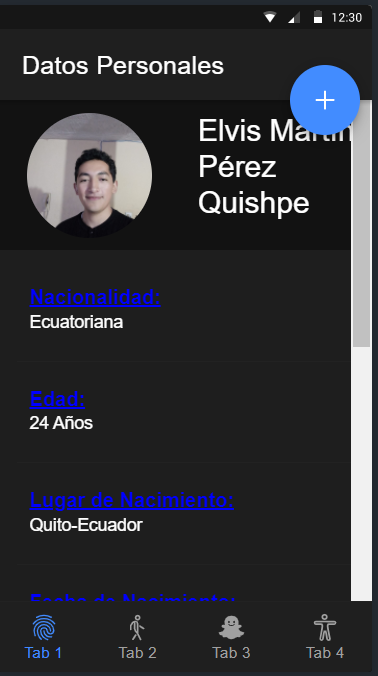 12:30
Datos Personales
Elvis Martín
Pérez
Quishpe
Nacionalidad:
Ecuatoriana
Edad:
24 Años
Lugar de Nacimiento:
Quito-Ecuador
Fecha de Nacimiento:
Tab 1
Tab 2
Tab 3
Tab 4